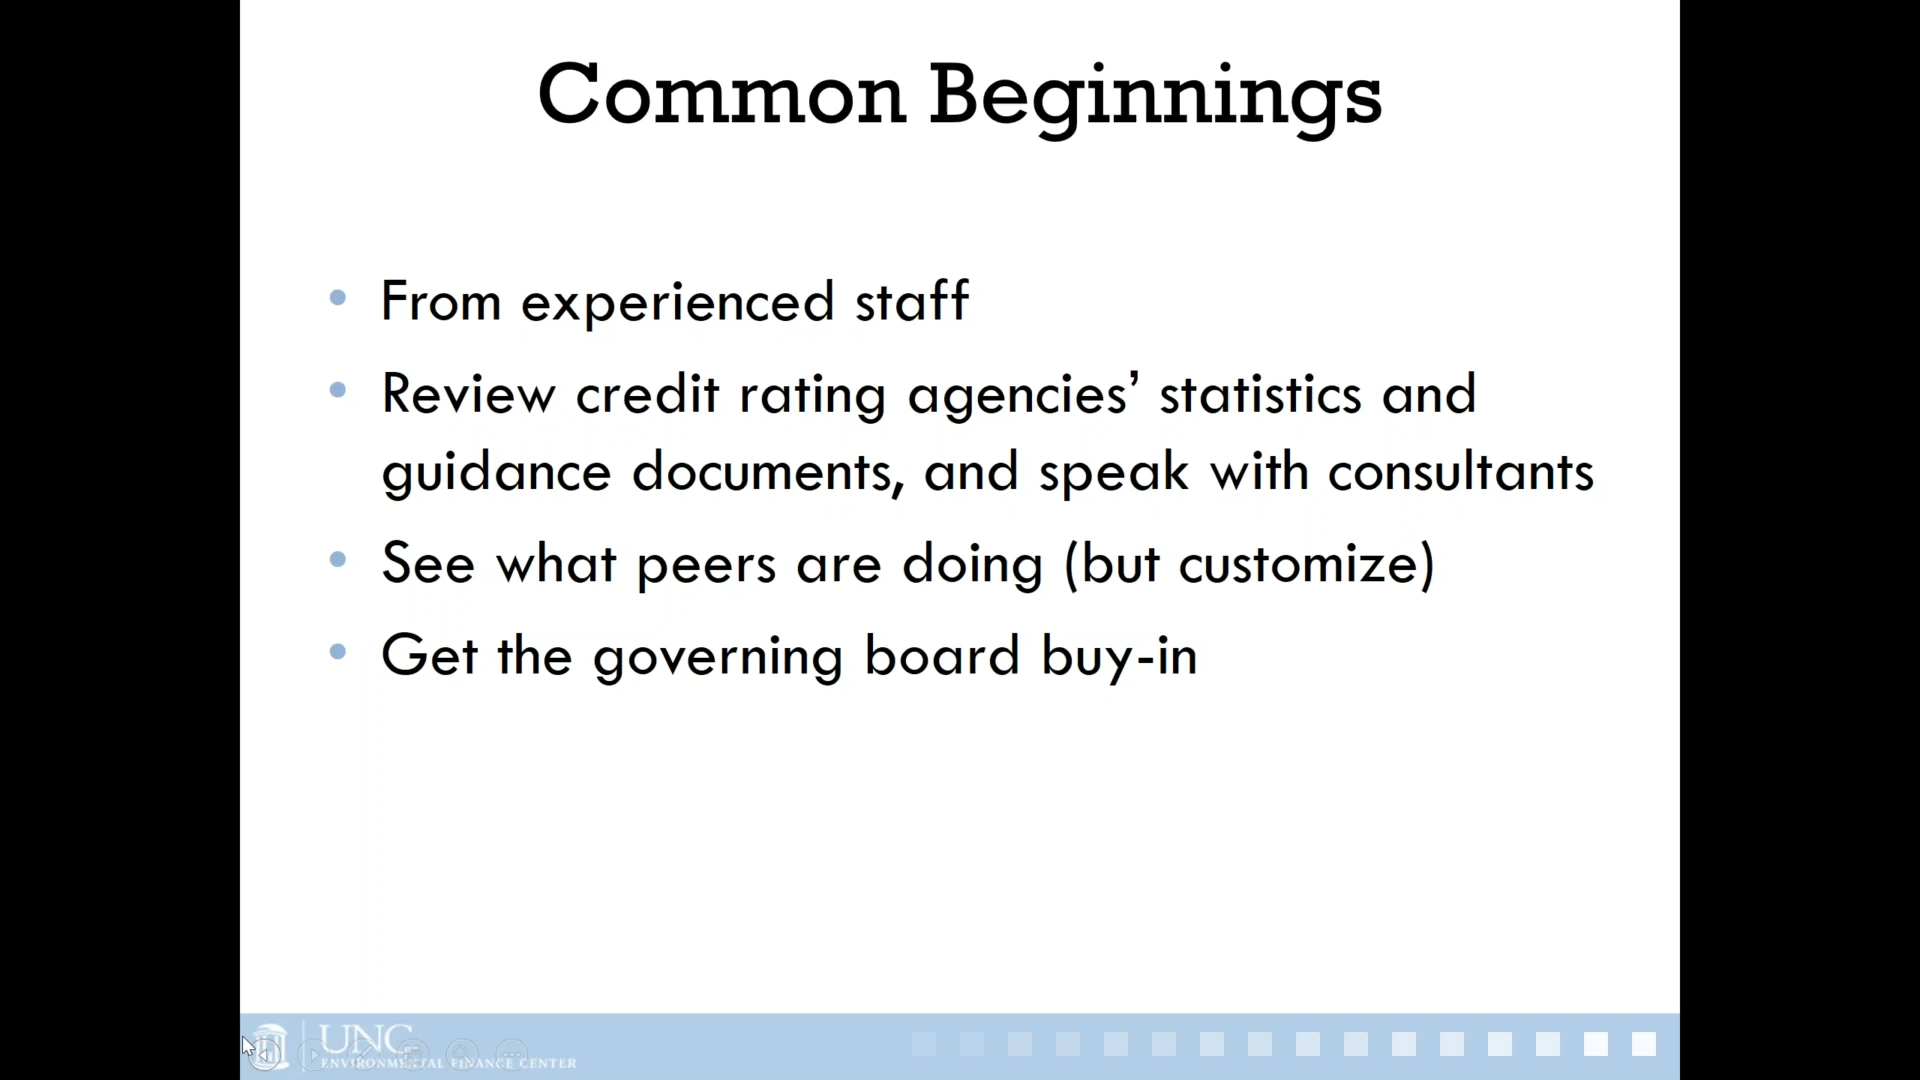 Common Beginnings
• From experienced staff
• Review credit rating agencies’ statistics and
guidance documents, and speak with consultants
• See what peers are doing (but customize)
• Get the governing board buy-in
UNC
ENVIRONMENTAL FINANCE CENTER